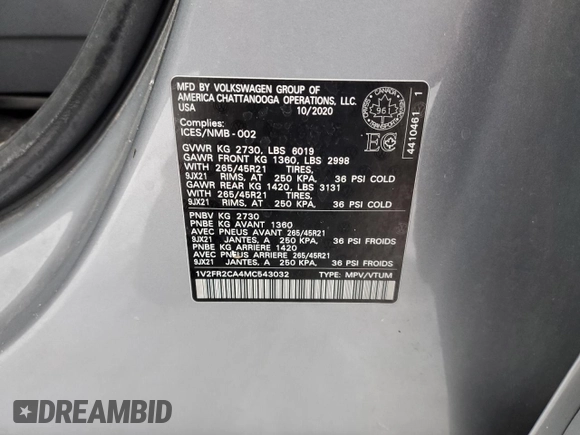 MFD BY VOLKSWAGEN GROUP OF
AMERICA CHATTANOOGA OPERATIONS, LLC.
USA 10/2020
Complies:
ICES/NMB-002
GVWR KG 2730, LBS 6019
GAWR FRONT KG 1360, LBS 2998
WITH 265/45R21 TIRES,
9JX21 RIMS, AT 250 KPA, 36 PSI COLD
GAWR REAR KG 1420, LBS 3131
WITH 265/45R21 TIRES,
9JX21 RIMS, AT 250 KPA, 36 PSI COLD
PNBV KG 2730
PNBE KG AVANT 1360
AVEC PNEUS AVANT 265/45R21
9JX21 JANTES, A 250 KPA, 36 PSI FROIDS
PNBE KG ARRIERE 1420
AVEC PNEUS ARRIERE 265/45R21
9JX21 JANTES, A 250 KPA, 36 PSI FROIDS
1V2FR2CA4MC543032 TYPE: MPV/VTUM
CANADA
961
TRANSPORT
4410461 1
DREAMBID